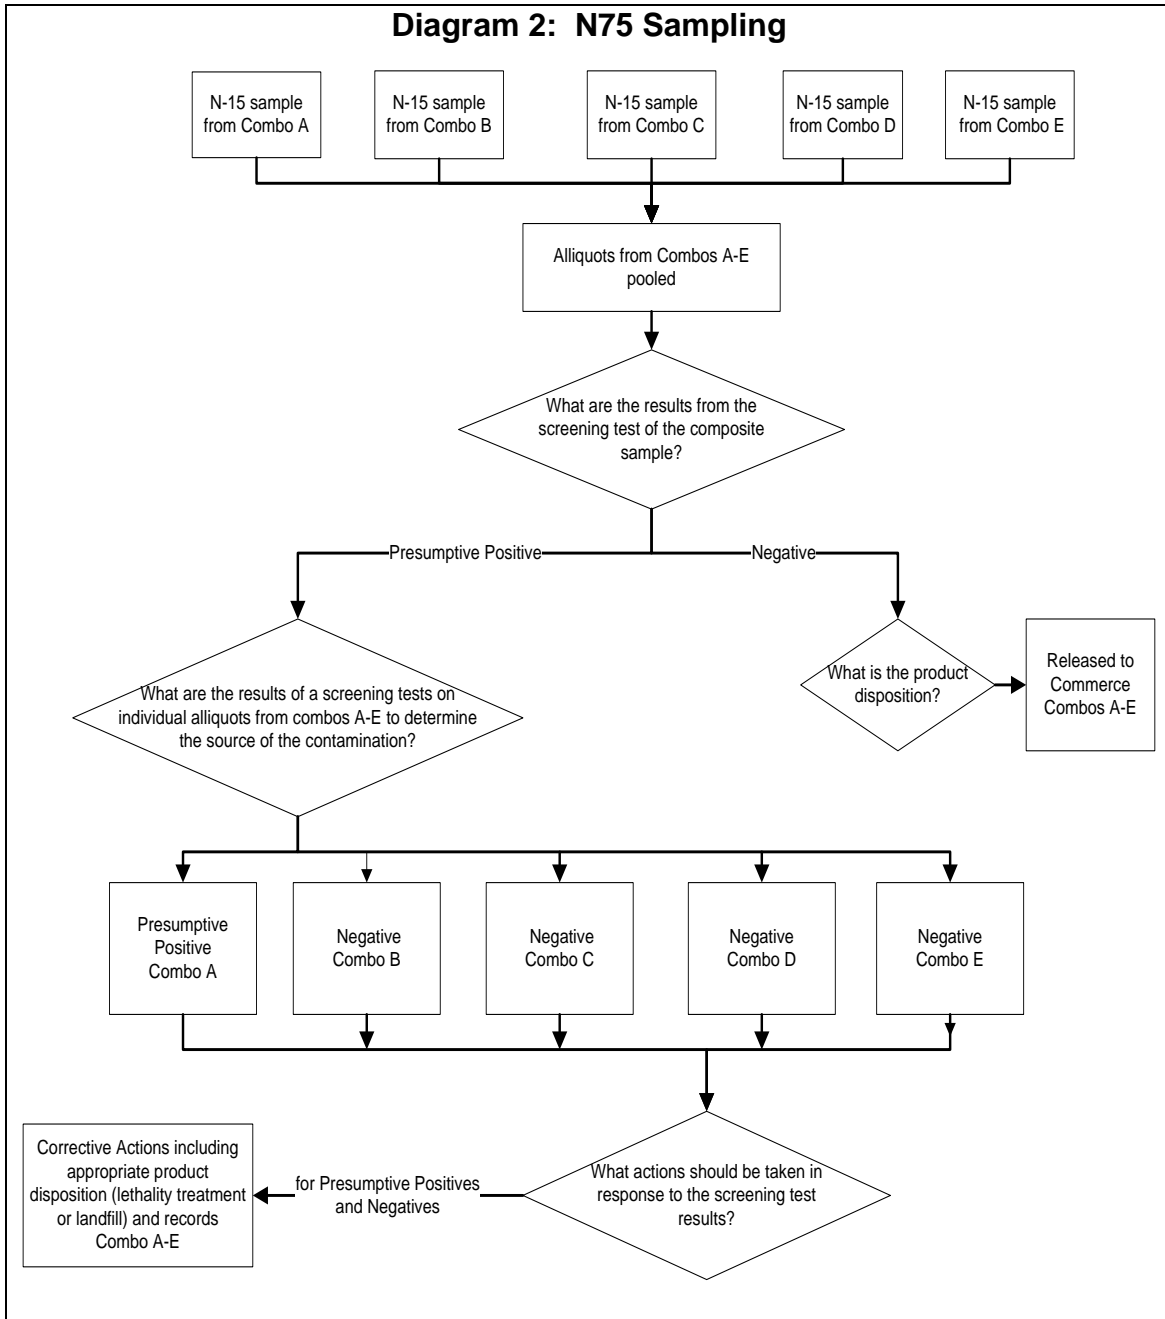 Diagram 2: N75 Sampling
N-15 sample
from Combo A
N-15 sample
from Combo B
N-15 sample
from Combo C
N-15 sample
from Combo D
N-15 sample
from Combo E
Alliquots from Combos A-E
pooled
What are the results from the
screening test of the composite
sample?
Presumptive Positive
Negative
What are the results of a screening tests on
individual alliquots from combos A-E to determine
the source of the contamination?
What is the product
disposition?
Released to
Commerce
Combos A-E
Presumptive
Positive
Combo A
Negative
Combo B
Negative
Combo C
Negative
Combo D
Negative
Combo E
What actions should be taken in
response to the screening test
results?
for Presumptive Positives
and Negatives
Corrective Actions including
appropriate product
disposition (lethality treatment
or landfill) and records
Combo A-E